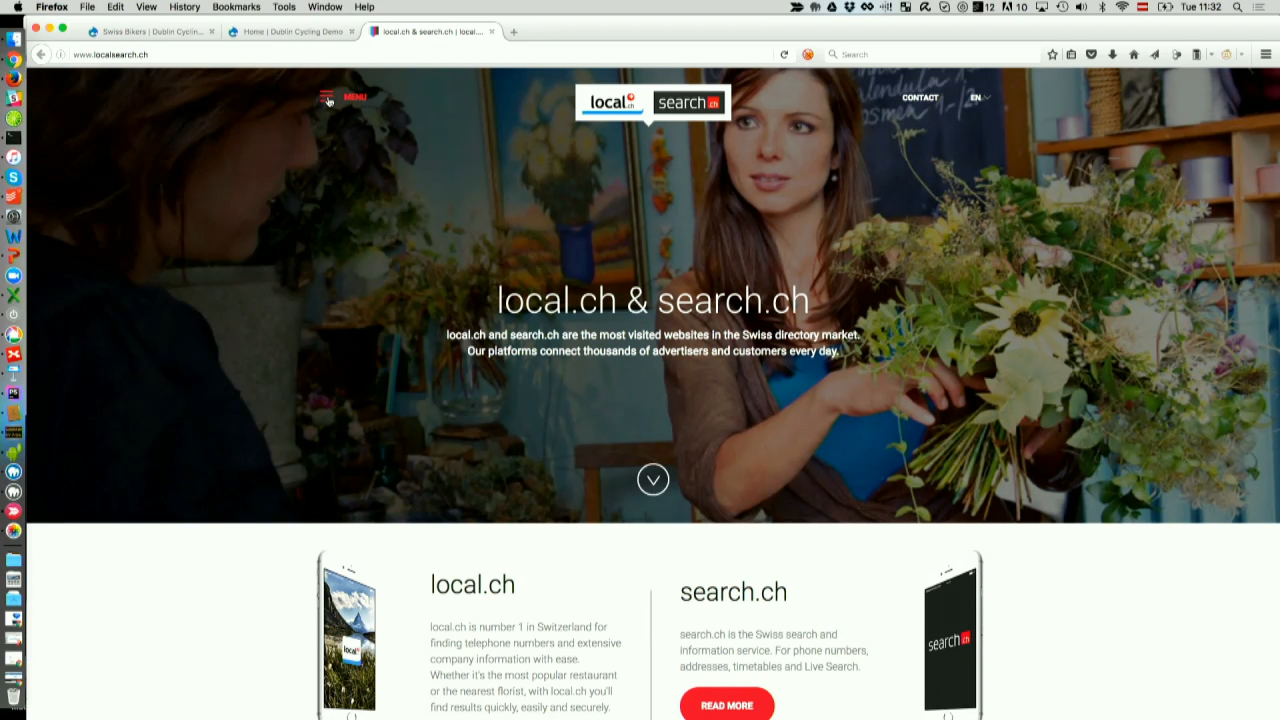 Firefox File Edit View History Bookmarks Tools Window Help
12 10 Tue 11:32
Swiss Bikers | Dublin Cyclin...
Home | Dublin Cycling Demo
local.ch & search.ch | local....
www.localsearch.ch
Search
MENU
local.ch
search.ch
CONTACT
EN
local.ch & search.ch
local.ch and search.ch are the most visited websites in the Swiss directory market.
Our platforms connect thousands of advertisers and customers every day.
local.ch
local.ch is number 1 in Switzerland for
finding telephone numbers and extensive
company information with ease.
Whether it's the most popular restaurant
or the nearest florist, with local.ch you'll
find results quickly, easily and securely.
search.ch
search.ch is the Swiss search and
information service. For phone numbers,
addresses, timetables and Live Search.
READ MORE
local
search.ch